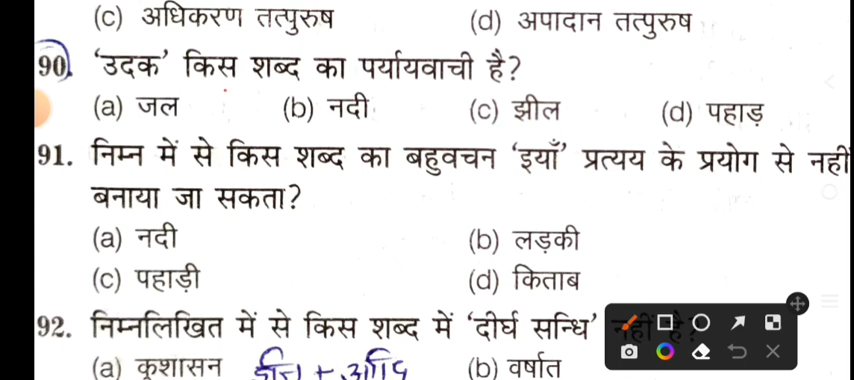 (c) अधिकरण तत्पुरुष (d) अपादान तत्पुरुष
90. 'उदक' किस शब्द का पर्यायवाची है?
(a) जल (b) नदी (c) झील (d) पहाड़
91. निम्न में से किस शब्द का बहुवचन 'इयाँ' प्रत्यय के प्रयोग से नहीं
बनाया जा सकता?
(a) नदी (b) लड़की
(c) पहाड़ी (d) किताब
92. निम्नलिखित में से किस शब्द में 'दीर्घ सन्धि' नहीं है?
(a) कुशासन (b) वर्षात